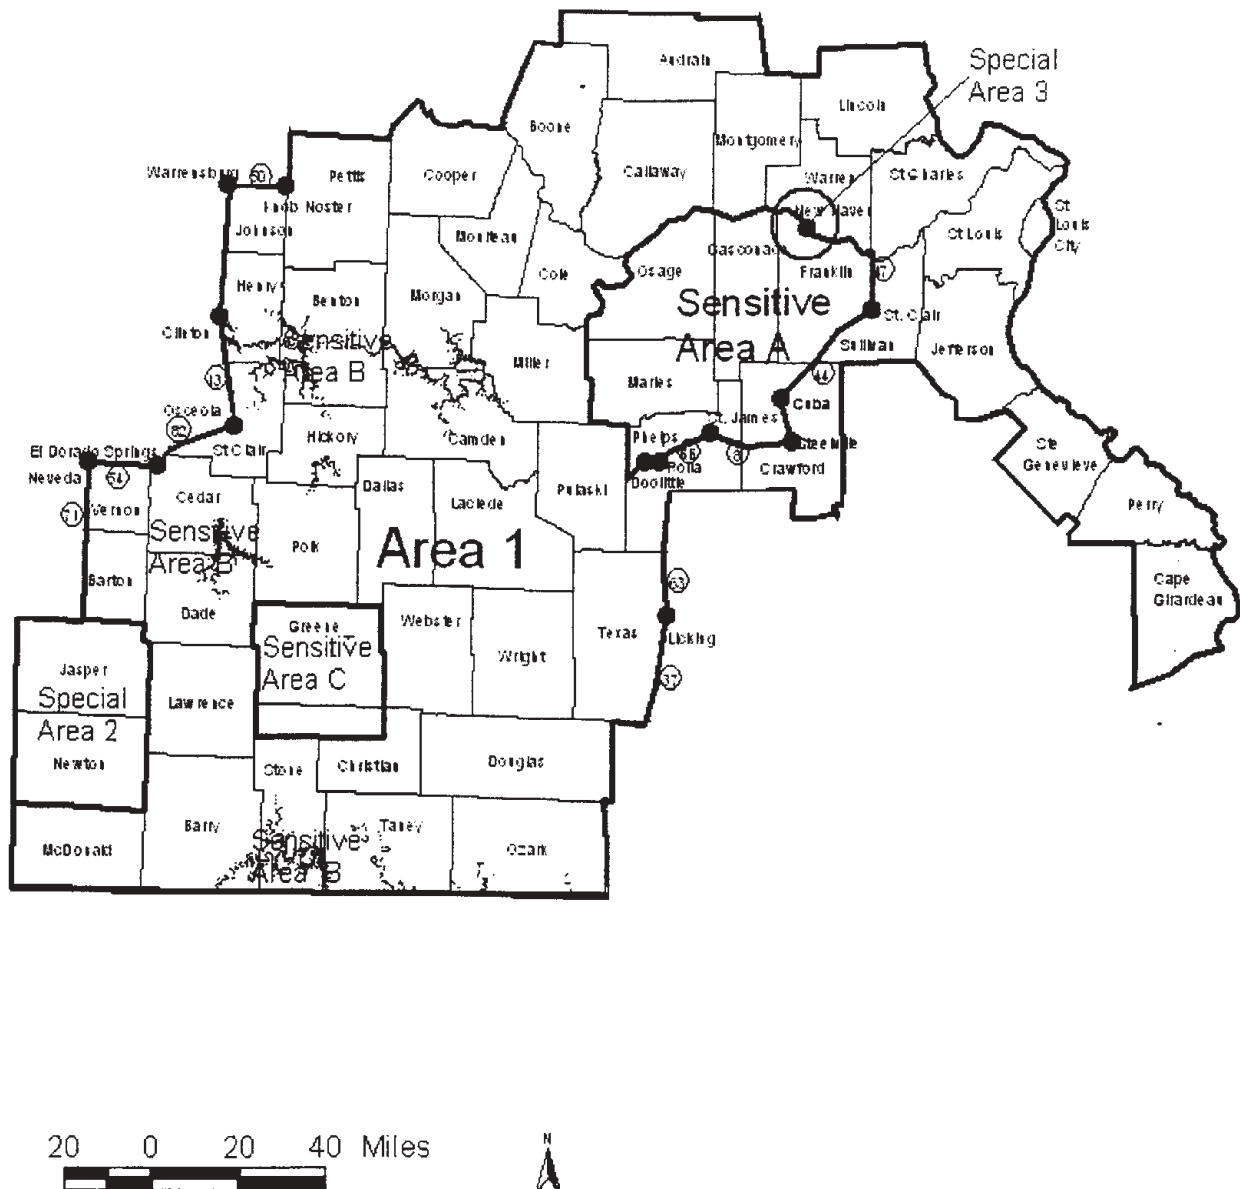 Special
Area 3
Audrain
Lincoln
Boone
Montgomery
Callaway
Warren
St Charles
Warrensburg
50
Pettis
Cooper
Knob Noster
New Haven
St
Louis
City
Johnson
Moniteau
St Louis
Gasconad
Osage
Franklin
47
Cole
Henry
Benton
Morgan
Sensitive
Area A
St. Clair
Clinton
Sensitive
Area B
Sullivan
Jefferson
Miller
Maries
13
44
Osceola
Cuba
82
St. James
Hickory
Camden
Phelps
Steelville
St Clair
El Dorado Springs
Rolla
8
Crawford
Ste
Genevieve
Neveda
54
Doolittle
Dallas
Laclede
Pulaski
Cedar
Vernon
71
Perry
Sensitive
Area B
Polk
Area 1
Barton
63
Cape
Girardeau
Dade
Greene
Webster
Texas
Licking
Sensitive
Area C
Wright
37
Jasper
Special
Area 2
Lawrence
Newton
Stone
Christian
Douglas
Barry
Taney
Sensitive
Area B
McDonald
Ozark
20 0 20 40 Miles
N